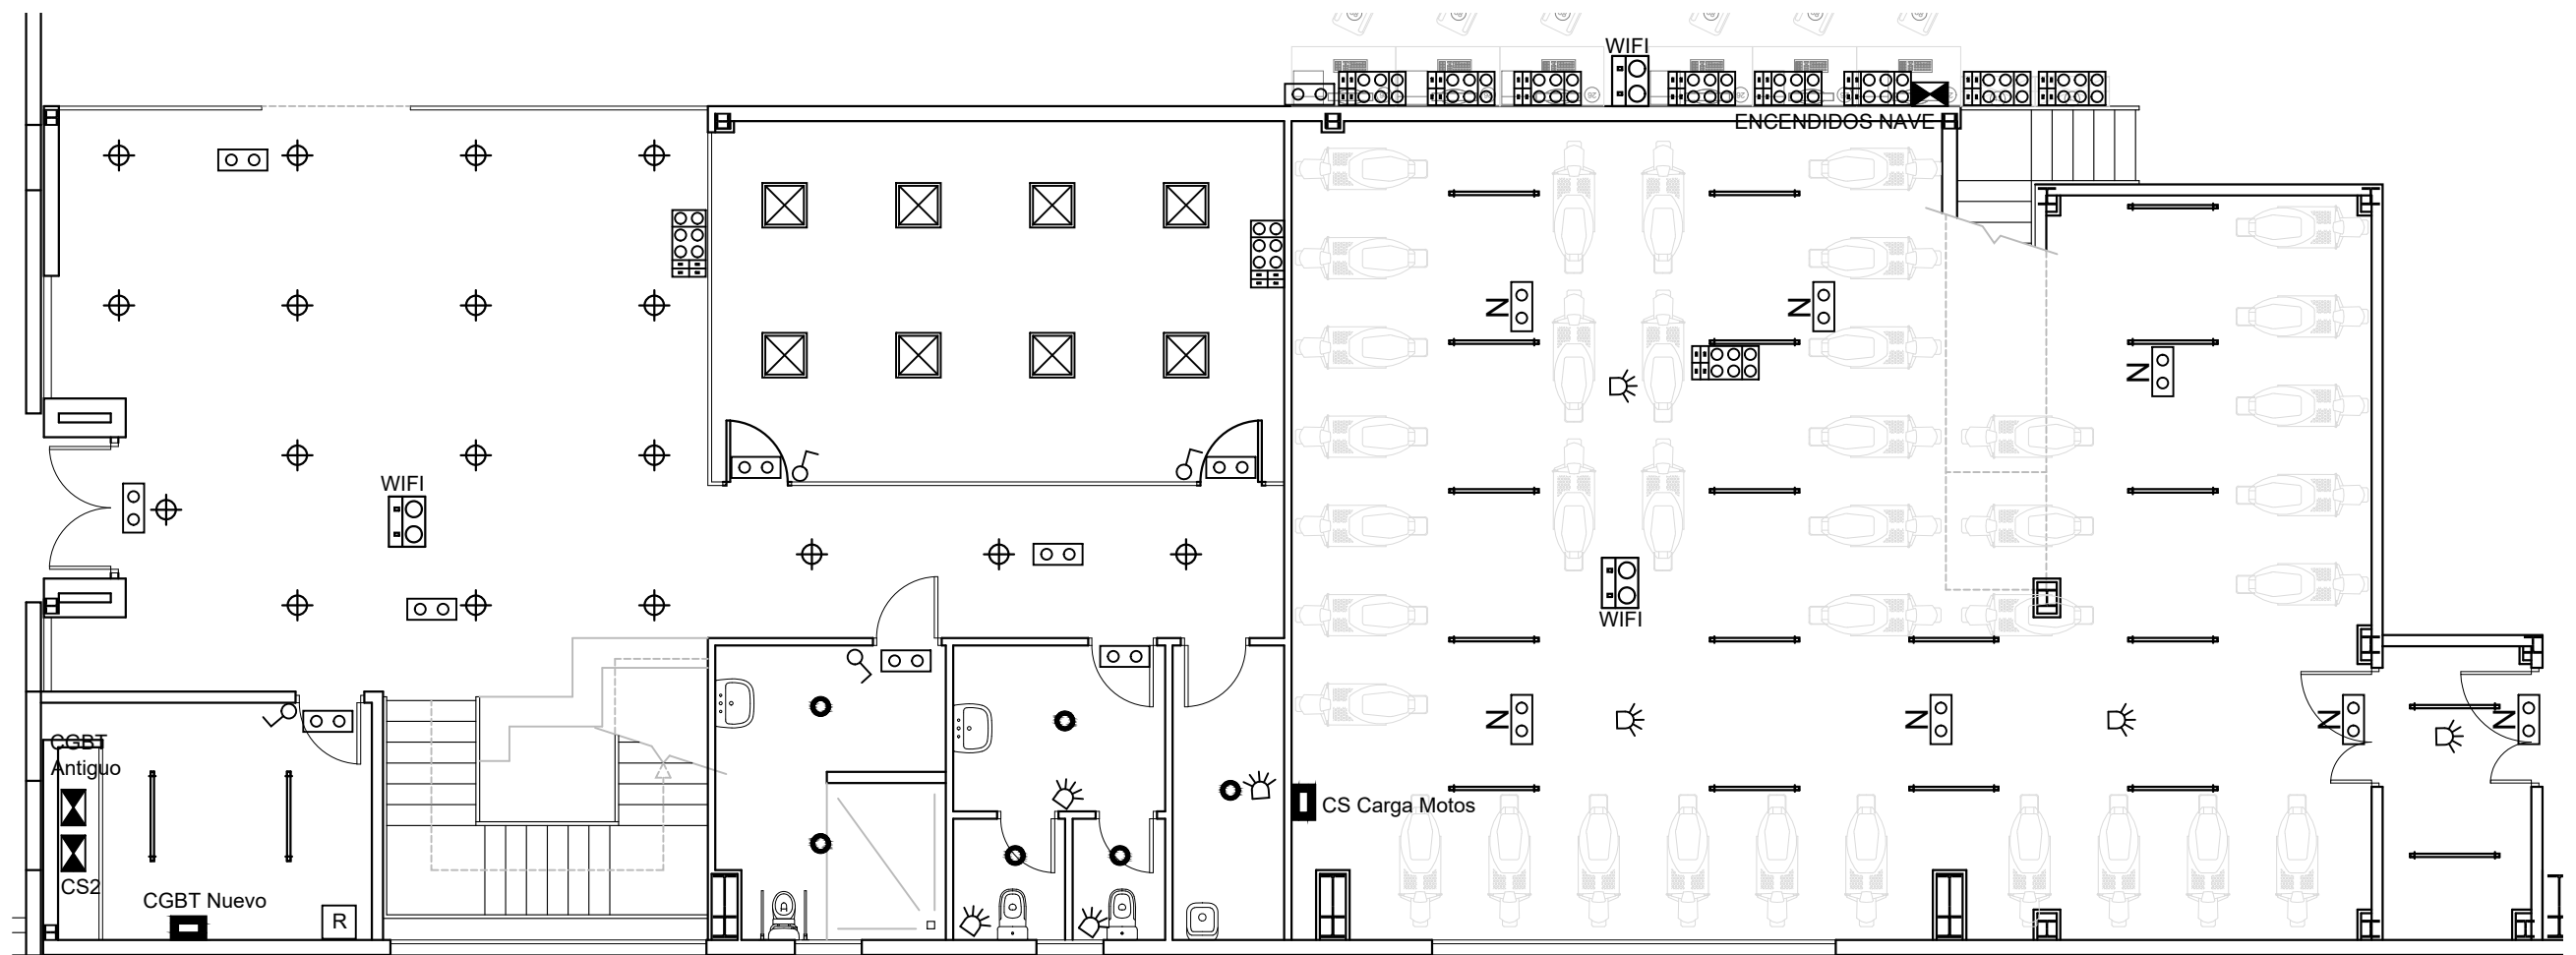 WIFI
ENCENDIDOS NAVE
N
N
N
WIFI
WIFI
N
N
N
N
CGBT
Antiguo
CS Carga Motos
CS2
CGBT Nuevo
R